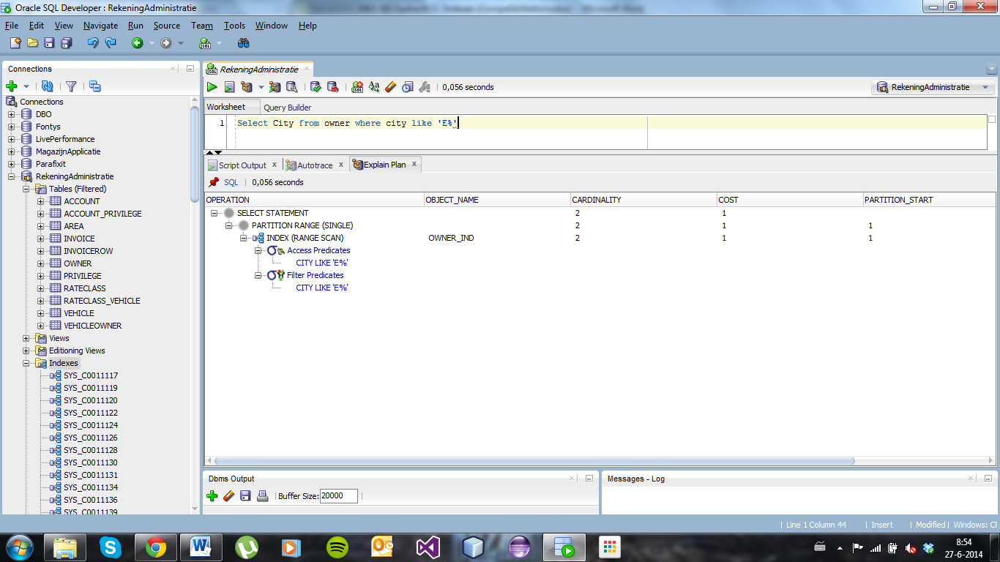 Oracle SQL Developer : RekeningAdministratie
File Edit View Navigate Run Source Team Tools Window Help
Connections
Connections
DBO
Fontys
LivePerformance
MagazijnApplicatie
Parafixit
RekeningAdministratie
Tables (Filtered)
ACCOUNT
ACCOUNT_PRIVILEGE
AREA
INVOICE
INVOICEROW
OWNER
PRIVILEGE
RATECLASS
RATECLASS_VEHICLE
VEHICLE
VEHICLEOWNER
Views
Editioning Views
Indexes
SYS_C0011117
SYS_C0011119
SYS_C0011120
SYS_C0011122
SYS_C0011124
SYS_C0011126
SYS_C0011128
SYS_C0011130
SYS_C0011131
SYS_C0011134
SYS_C0011136
SYS_C0011139
RekeningAdministratie
0,056 seconds RekeningAdministratie
Worksheet Query Builder
1 Select City from owner where city like 'E%'
Script Output Autotrace Explain Plan
SQL 0,056 seconds
OPERATION OBJECT_NAME CARDINALITY COST PARTITION_START
SELECT STATEMENT 2 1
PARTITION RANGE (SINGLE) 2 1 1
INDEX (RANGE SCAN) OWNER_IND 2 1 1
Access Predicates
CITY LIKE 'E%'
Filter Predicates
CITY LIKE 'E%'
Dbms Output
Buffer Size: 20000
Messages - Log
Line 1 Column 44 Insert Modified Windows: CF
8:54
27-6-2014